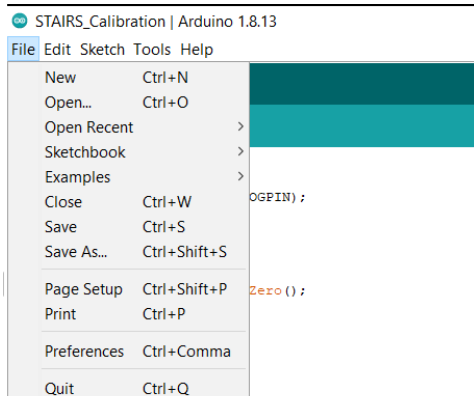 STAIRS_Calibration | Arduino 1.8.13
File Edit Sketch Tools Help
New Ctrl+N
Open... Ctrl+O
Open Recent >
Sketchbook >
Examples >
Close Ctrl+W
OGPIN);
Save Ctrl+S
Save As... Ctrl+Shift+S
Page Setup Ctrl+Shift+P
Zero();
Print Ctrl+P
Preferences Ctrl+Comma
Quit Ctrl+Q